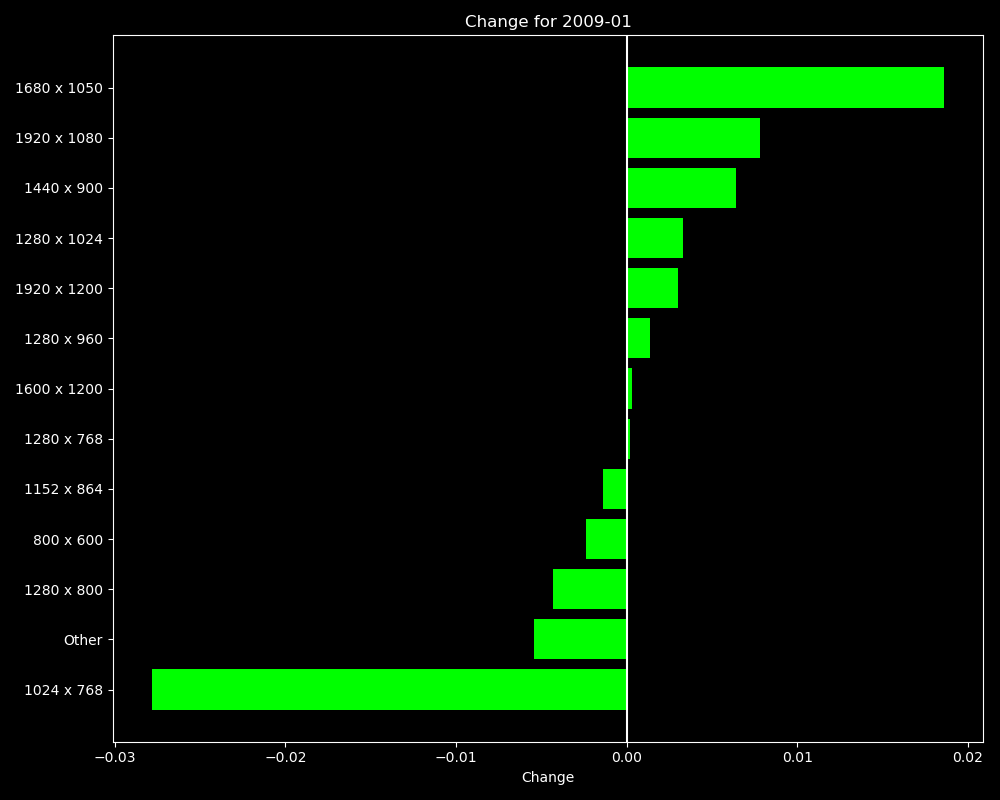 Change for 2009-01
1680 x 1050
1920 x 1080
1440 x 900
1280 x 1024
1920 x 1200
1280 x 960
1600 x 1200
1280 x 768
1152 x 864
800 x 600
1280 x 800
Other
1024 x 768
−0.03 −0.02 −0.01 0.00 0.01 0.02
Change